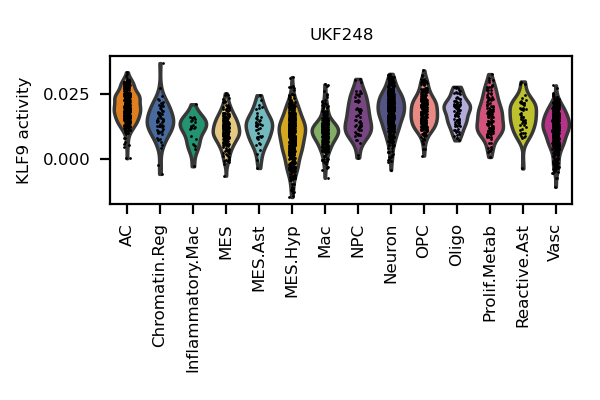 UKF248
KLF9 activity
0.025
0.000
AC
Chromatin.Reg
Inflammatory.Mac
MES
MES.Ast
MES.Hyp
Mac
NPC
Neuron
OPC
Oligo
Prolif.Metab
Reactive.Ast
Vasc